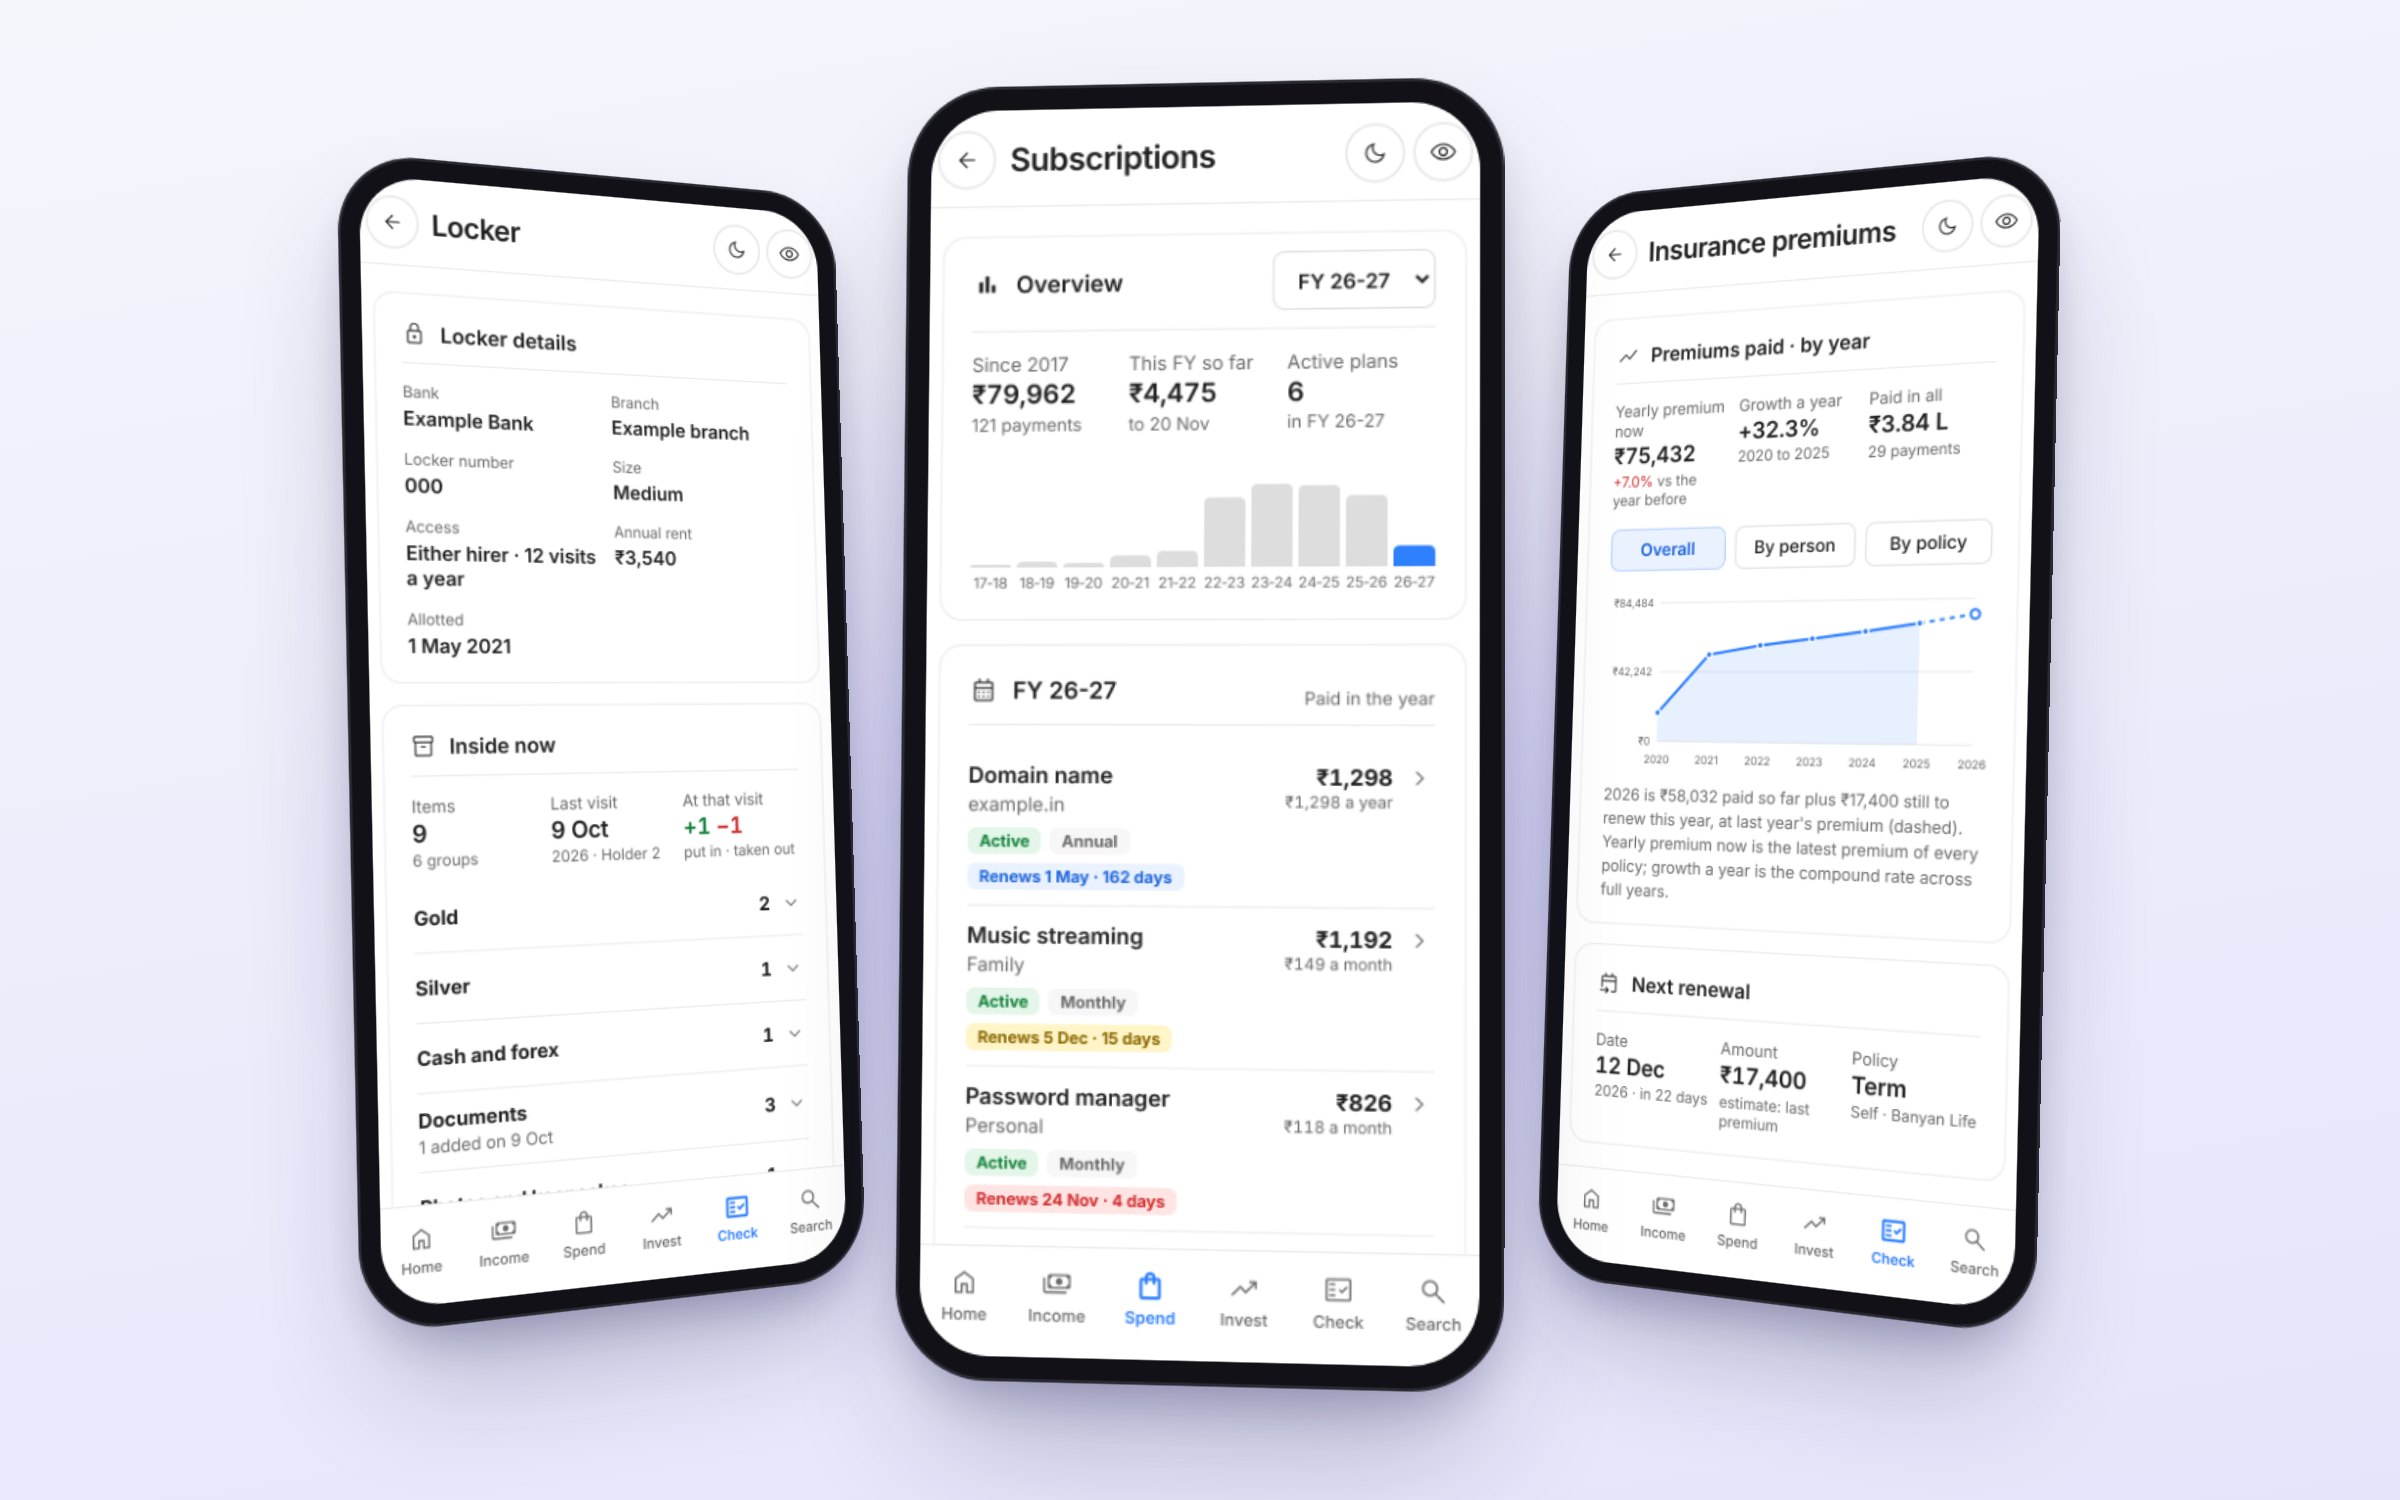 Locker
Locker details
Bank
Example Bank
Branch
Example branch
Locker number
000
Size
Medium
Access
Either hirer · 12 visits
a year
Annual rent
₹3,540
Allotted
1 May 2021
Inside now
Items
9
6 groups
Last visit
9 Oct
2026 · Holder 2
At that visit
+1 −1
put in · taken out
Gold 2
Silver 1
Cash and forex 1
Documents 3
1 added on 9 Oct
Home Income Spend Invest Check Search
Subscriptions
Overview
FY 26-27
Since 2017
₹79,962
121 payments
This FY so far
₹4,475
to 20 Nov
Active plans
6
in FY 26-27
17-18 18-19 19-20 20-21 21-22 22-23 23-24 24-25 25-26 26-27
FY 26-27
Paid in the year
Domain name ₹1,298
example.in ₹1,298 a year
Active Annual
Renews 1 May · 162 days
Music streaming ₹1,192
Family ₹149 a month
Active Monthly
Renews 5 Dec · 15 days
Password manager ₹826
Personal ₹118 a month
Active Monthly
Renews 24 Nov · 4 days
Home Income Spend Invest Check Search
Insurance premiums
Premiums paid · by year
Yearly premium
now
₹75,432
+7.0% vs the
year before
Growth a year
+32.3%
2020 to 2025
Paid in all
₹3.84 L
29 payments
Overall By person By policy
₹84,484
₹42,242
₹0
2020 2021 2022 2023 2024 2025 2026
2026 is ₹58,032 paid so far plus ₹17,400 still to
renew this year, at last year's premium (dashed).
Yearly premium now is the latest premium of every
policy; growth a year is the compound rate across
full years.
Next renewal
Date
12 Dec
2026 · in 22 days
Amount
₹17,400
estimate: last
premium
Policy
Term
Self · Banyan Life
Home Income Spend Invest Check Search